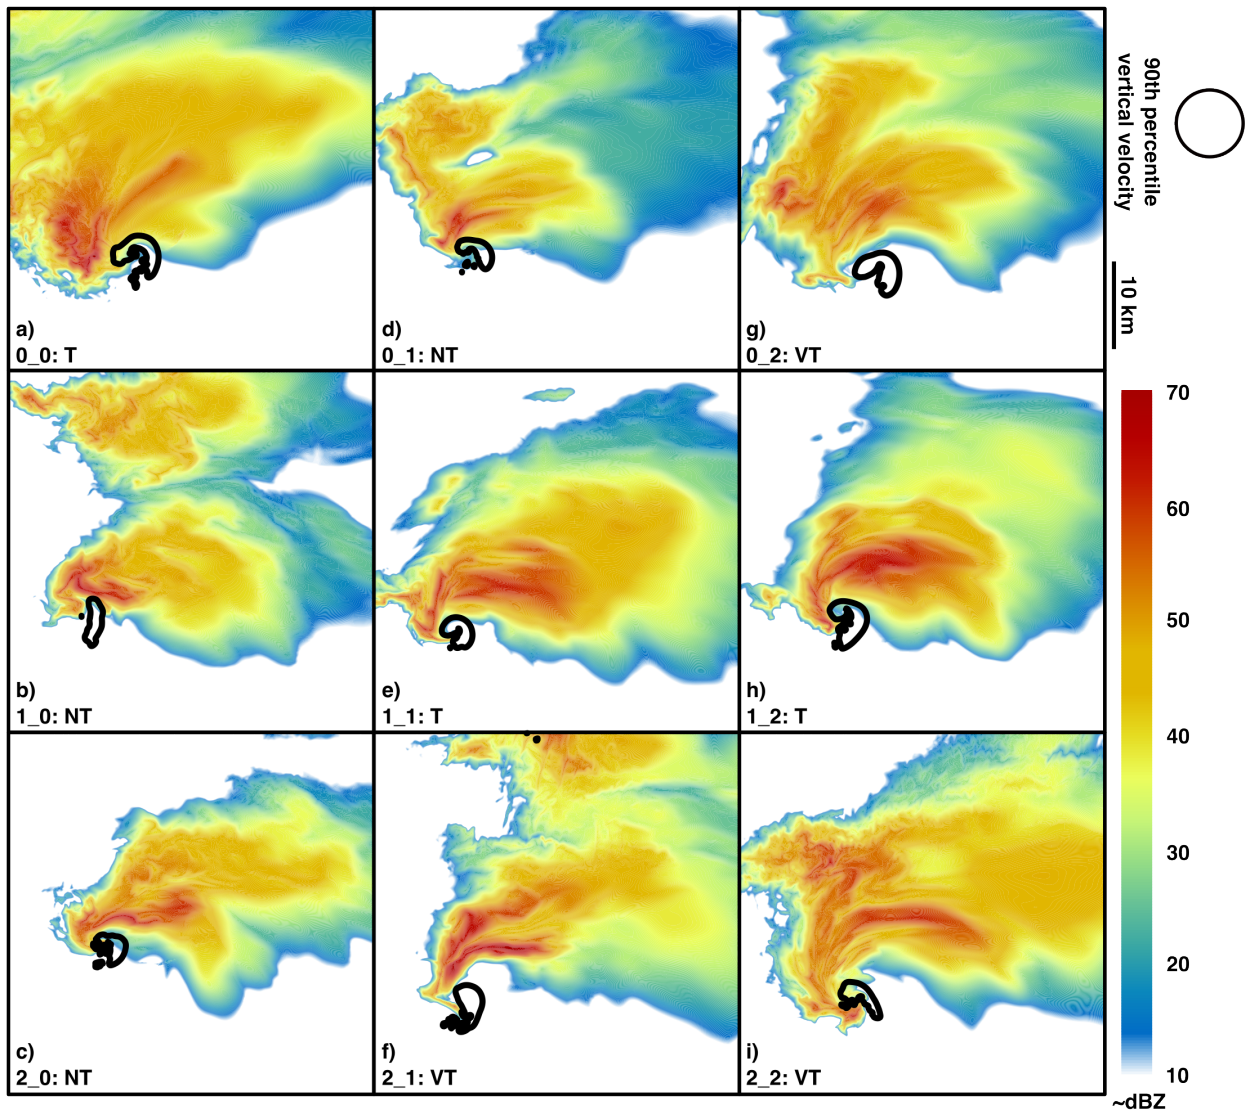 a)
0_0: T
d)
0_1: NT
g)
0_2: VT
90th percentile
vertical velocity
10 km
b)
1_0: NT
e)
1_1: T
h)
1_2: T
c)
2_0: NT
f)
2_1: VT
i)
2_2: VT
70
60
50
40
30
20
10
~dBZ